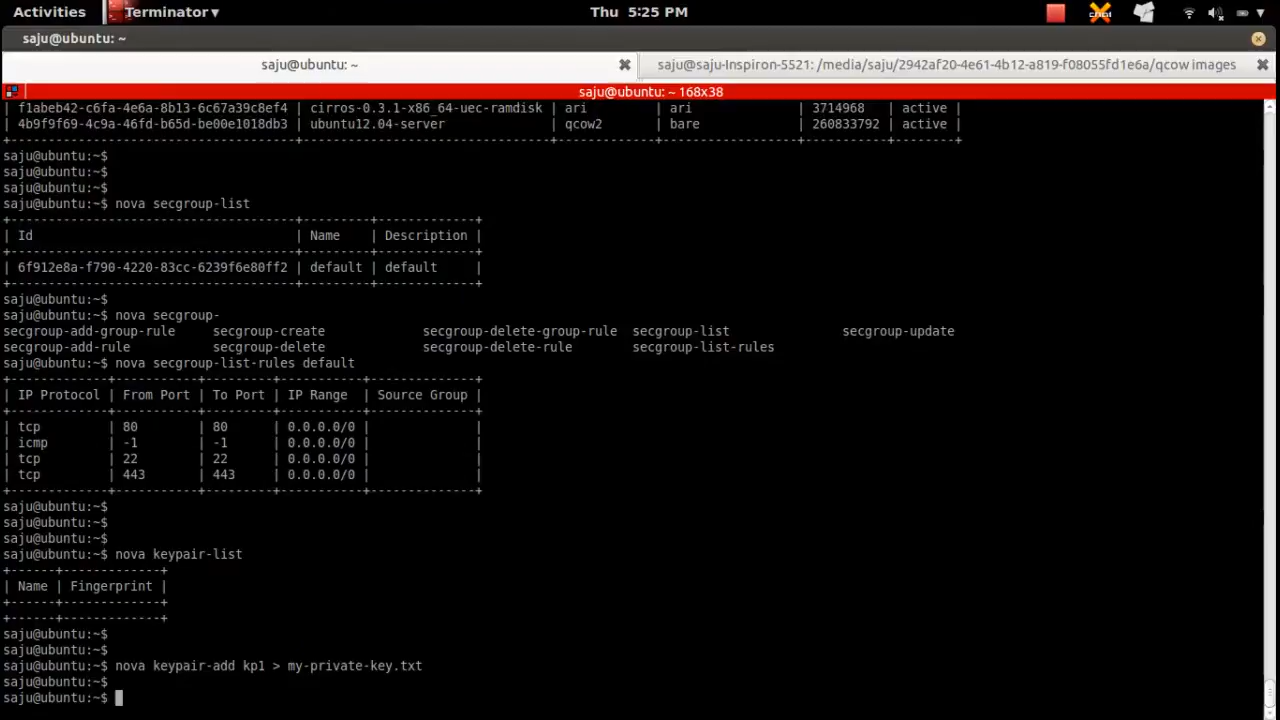 Activities Terminator▾ Thu 5:25 PM
saju@ubuntu: ~
saju@ubuntu: ~ saju@saju-Inspiron-5521: /media/saju/2942af20-4e61-4b12-a819-f08055fd1e6a/qcow images
saju@ubuntu: ~ 168x38
| f1abeb42-c6fa-4e6a-8b13-6c67a39c8ef4 | cirros-0.3.1-x86_64-uec-ramdisk | ari | ari | 3714968 | active |
| 4b9f9f69-4c9a-46fd-b65d-be00e1018db3 | ubuntu12.04-server | qcow2 | bare | 260833792 | active |
+--------------------------------------+---------------------------------+-------------+------------------+-----------+--------+
saju@ubuntu:~$
saju@ubuntu:~$
saju@ubuntu:~$
saju@ubuntu:~$ nova secgroup-list
+--------------------------------------+---------+-------------+
| Id | Name | Description |
+--------------------------------------+---------+-------------+
| 6f912e8a-f790-4220-83cc-6239f6e80ff2 | default | default |
+--------------------------------------+---------+-------------+
saju@ubuntu:~$
saju@ubuntu:~$ nova secgroup-
secgroup-add-group-rule secgroup-create secgroup-delete-group-rule secgroup-list secgroup-update
secgroup-add-rule secgroup-delete secgroup-delete-rule secgroup-list-rules
saju@ubuntu:~$ nova secgroup-list-rules default
+-------------+-----------+---------+-----------+--------------+
| IP Protocol | From Port | To Port | IP Range | Source Group |
+-------------+-----------+---------+-----------+--------------+
| tcp | 80 | 80 | 0.0.0.0/0 | |
| icmp | -1 | -1 | 0.0.0.0/0 | |
| tcp | 22 | 22 | 0.0.0.0/0 | |
| tcp | 443 | 443 | 0.0.0.0/0 | |
+-------------+-----------+---------+-----------+--------------+
saju@ubuntu:~$
saju@ubuntu:~$
saju@ubuntu:~$
saju@ubuntu:~$ nova keypair-list
+------+-------------+
| Name | Fingerprint |
+------+-------------+
+------+-------------+
saju@ubuntu:~$
saju@ubuntu:~$
saju@ubuntu:~$ nova keypair-add kp1 > my-private-key.txt
saju@ubuntu:~$
saju@ubuntu:~$